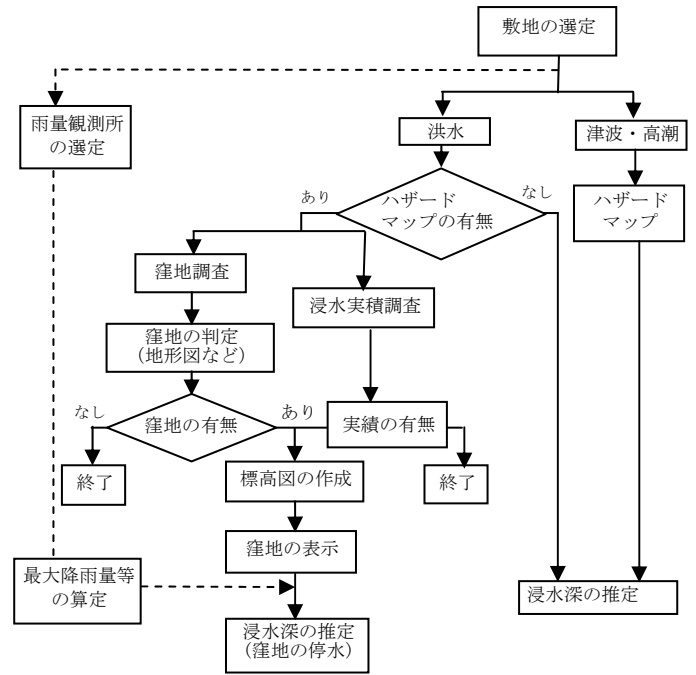 敷地の選定
雨量観測所
の選定
洪水
津波・高潮
あり
ハザード
マップの有無
なし
ハザード
マップ
窪地調査
浸水実積調査
窪地の判定
（地形図など）
なし
窪地の有無
あり
実績の有無
終了
標高図の作成
終了
窪地の表示
最大降雨量等
の算定
浸水深の推定
浸水深の推定
（窪地の停水）